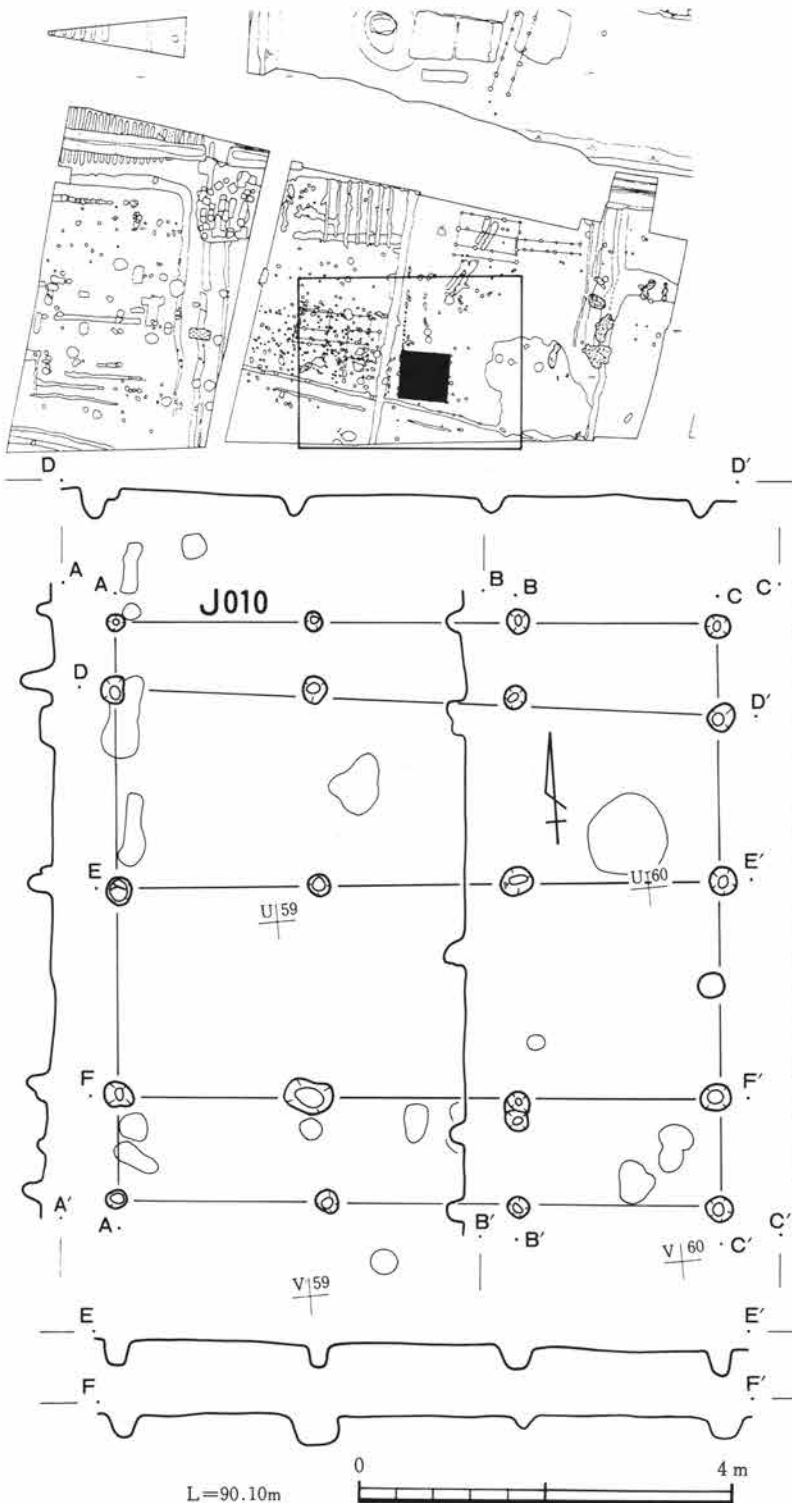 D D′
A A B B C C
J010
D D′
E E′
U 60
U 59
F F′
A′ A B′ B′ C′ C′
V 60
V 59
E E′
F F′
0 4 m
L=90.10m